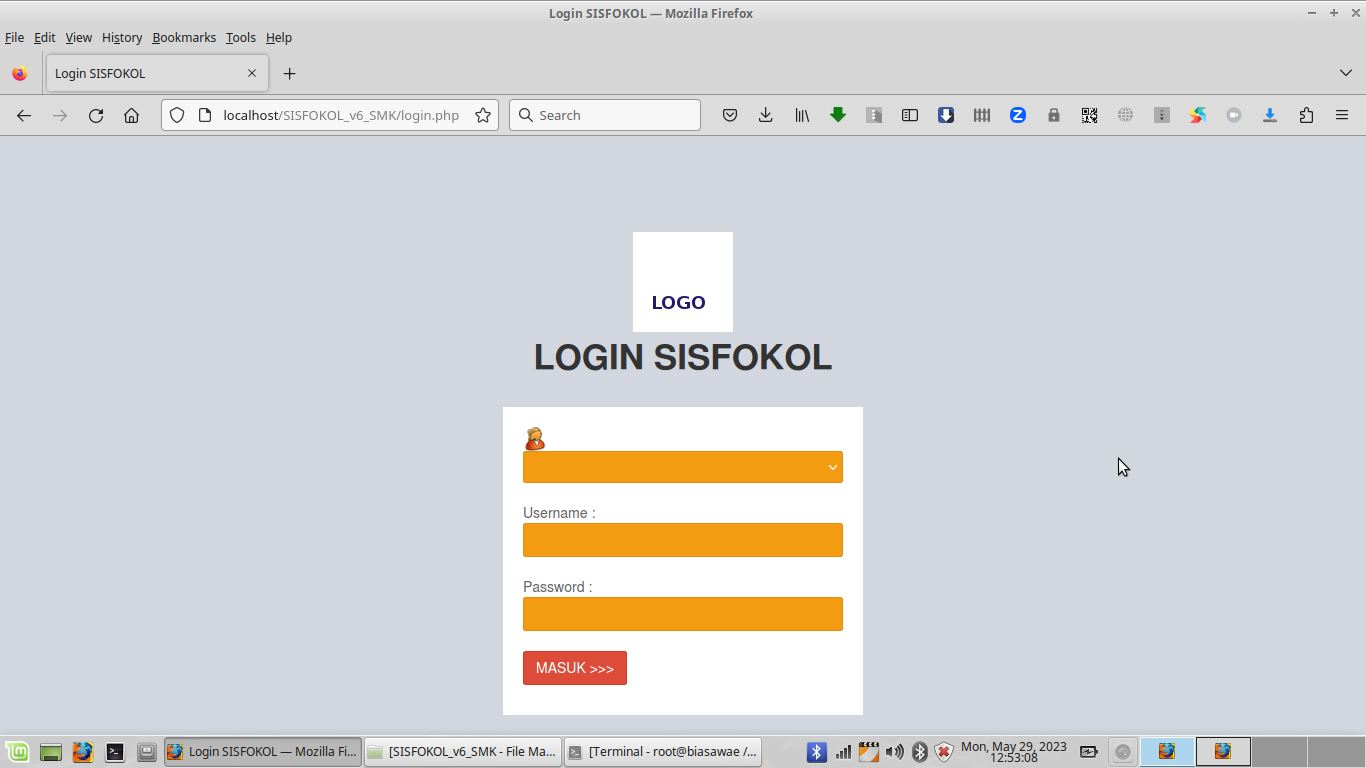 Login SISFOKOL — Mozilla Firefox
File Edit View History Bookmarks Tools Help
Login SISFOKOL
localhost/SISFOKOL_v6_SMK/login.php
Search
LOGO
LOGIN SISFOKOL
Username :
Password :
MASUK >>>
Login SISFOKOL — Mozilla Fi...
[SISFOKOL_v6_SMK - File Ma...
[Terminal - root@biasawae /...
Mon, May 29, 2023
12:53:08